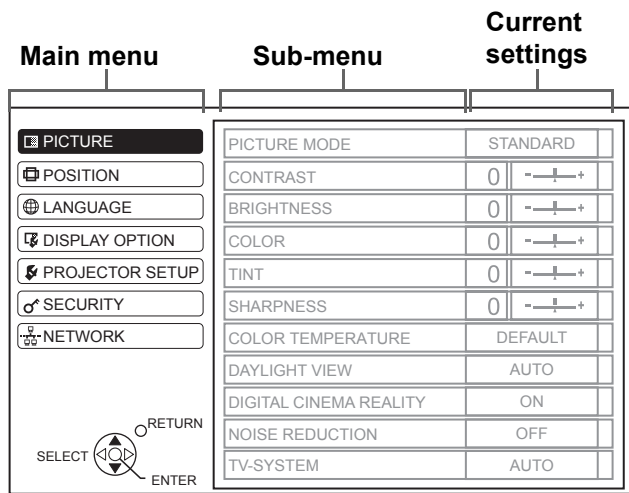 Main menu
Sub-menu
Current
settings
PICTURE
POSITION
LANGUAGE
DISPLAY OPTION
PROJECTOR SETUP
SECURITY
NETWORK
RETURN
SELECT
ENTER
PICTURE MODE STANDARD
CONTRAST 0 - +
BRIGHTNESS 0 - +
COLOR 0 - +
TINT 0 - +
SHARPNESS 0 - +
COLOR TEMPERATURE DEFAULT
DAYLIGHT VIEW AUTO
DIGITAL CINEMA REALITY ON
NOISE REDUCTION OFF
TV-SYSTEM AUTO